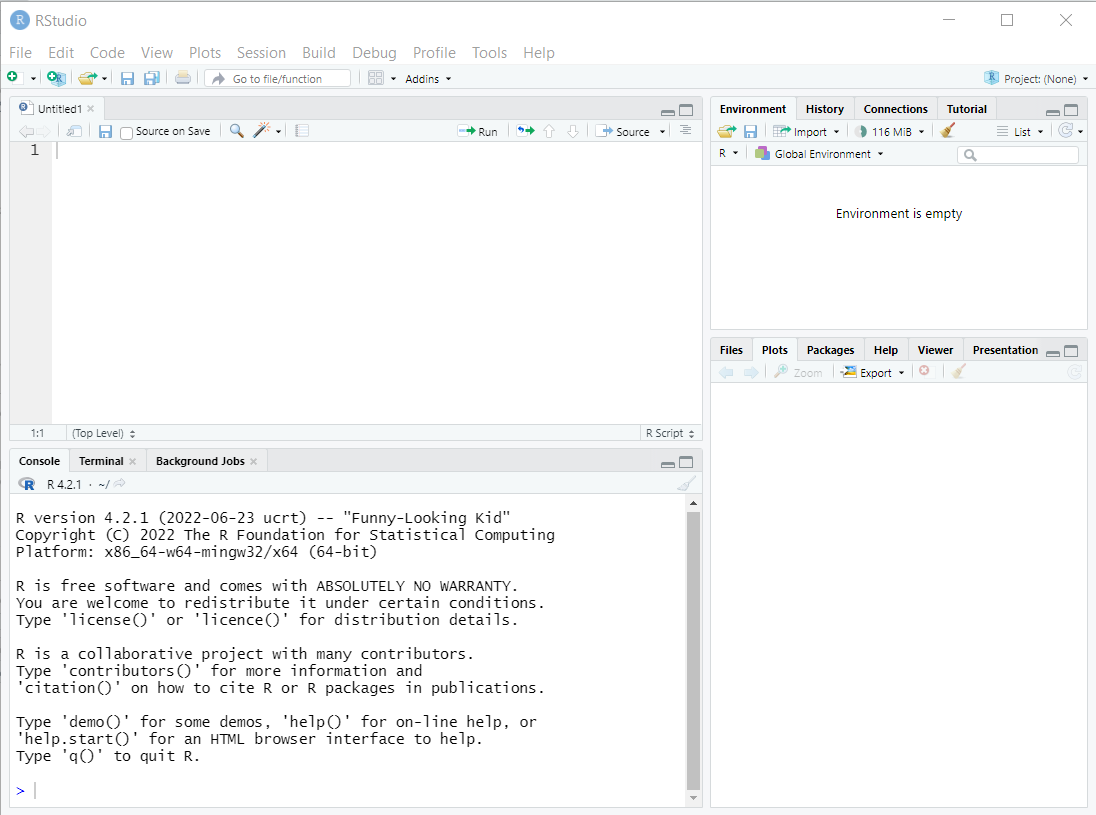 RStudio
File Edit Code View Plots Session Build Debug Profile Tools Help
Go to file/function Addins Project: (None)
Untitled1
Source on Save Run Source
1
1:1 (Top Level) R Script
Console Terminal Background Jobs
R 4.2.1 · ~/
R version 4.2.1 (2022-06-23 ucrt) -- "Funny-Looking Kid"
Copyright (C) 2022 The R Foundation for Statistical Computing
Platform: x86_64-w64-mingw32/x64 (64-bit)
R is free software and comes with ABSOLUTELY NO WARRANTY.
You are welcome to redistribute it under certain conditions.
Type 'license()' or 'licence()' for distribution details.
R is a collaborative project with many contributors.
Type 'contributors()' for more information and
'citation()' on how to cite R or R packages in publications.
Type 'demo()' for some demos, 'help()' for on-line help, or
'help.start()' for an HTML browser interface to help.
Type 'q()' to quit R.
>
Environment History Connections Tutorial
Import 116 MiB List
R Global Environment
Environment is empty
Files Plots Packages Help Viewer Presentation
Zoom Export